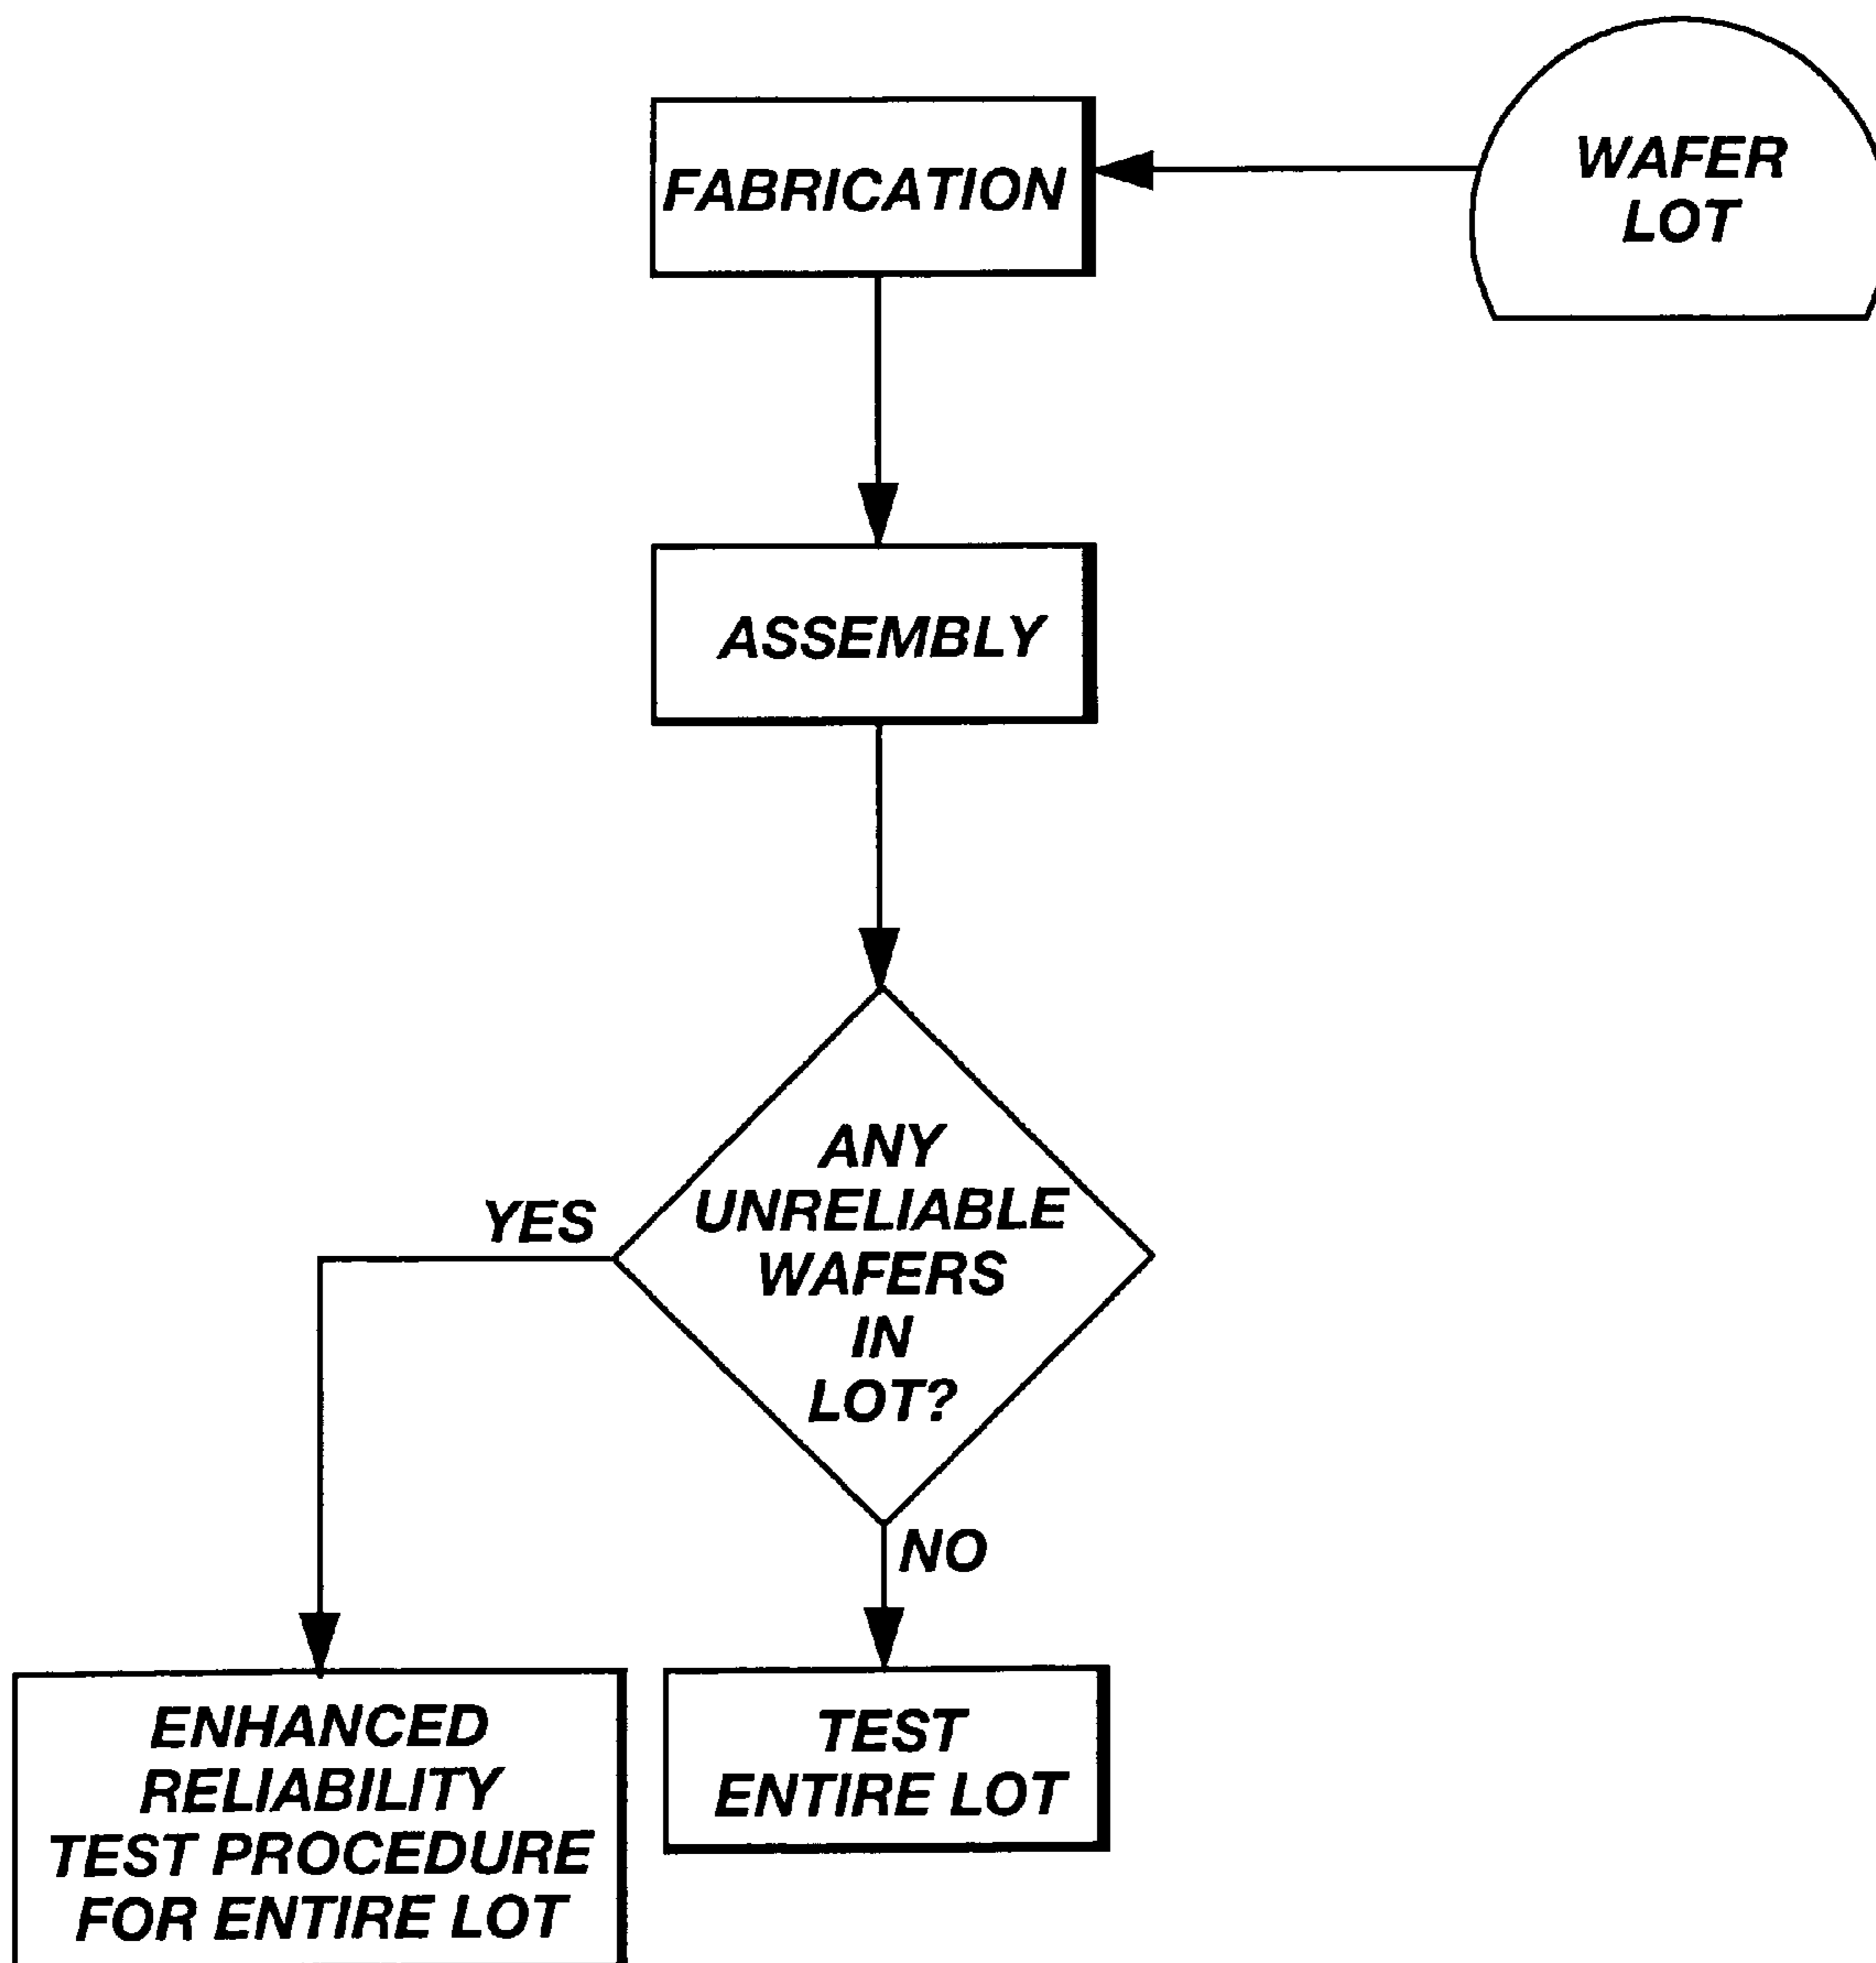 FABRICATION
WAFER
LOT
ASSEMBLY
ANY
UNRELIABLE
WAFERS
IN
LOT?
YES
NO
ENHANCED
RELIABILITY
TEST PROCEDURE
FOR ENTIRE LOT
TEST
ENTIRE LOT